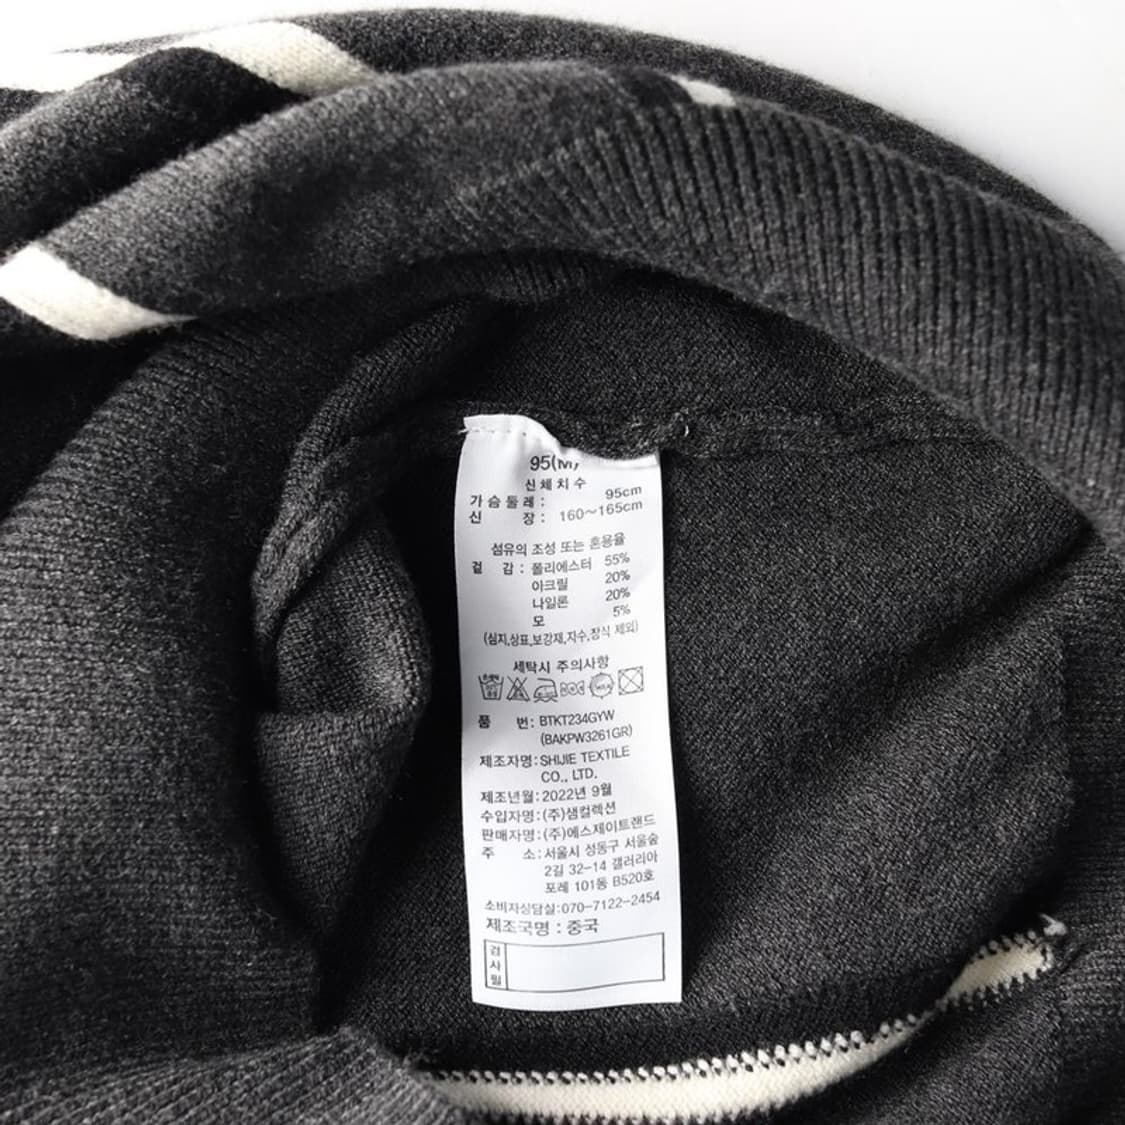 95(M)
신체치수
가슴둘레: 95cm
신 장: 160~165cm
섬유의 조성 또는 혼용율
겉 감: 폴리에스터 55%
아크릴 20%
나일론 20%
모 5%
(심지,상표,보강재,자수,장식 제외)
세탁시 주의사항
품 번: BTKT234GYW
(BAKPW3261GR)
제조자명: SHIJIE TEXTILE
CO., LTD.
제조년월: 2022년 9월
수입자명: (주)샘컬렉션
판매자명: (주)에스제이트랜드
주 소: 서울시 성동구 서울숲
2길 32-14 갤러리아
포레 101동 B520호
소비자상담실: 070-7122-2454
제조국명 : 중국
검사필